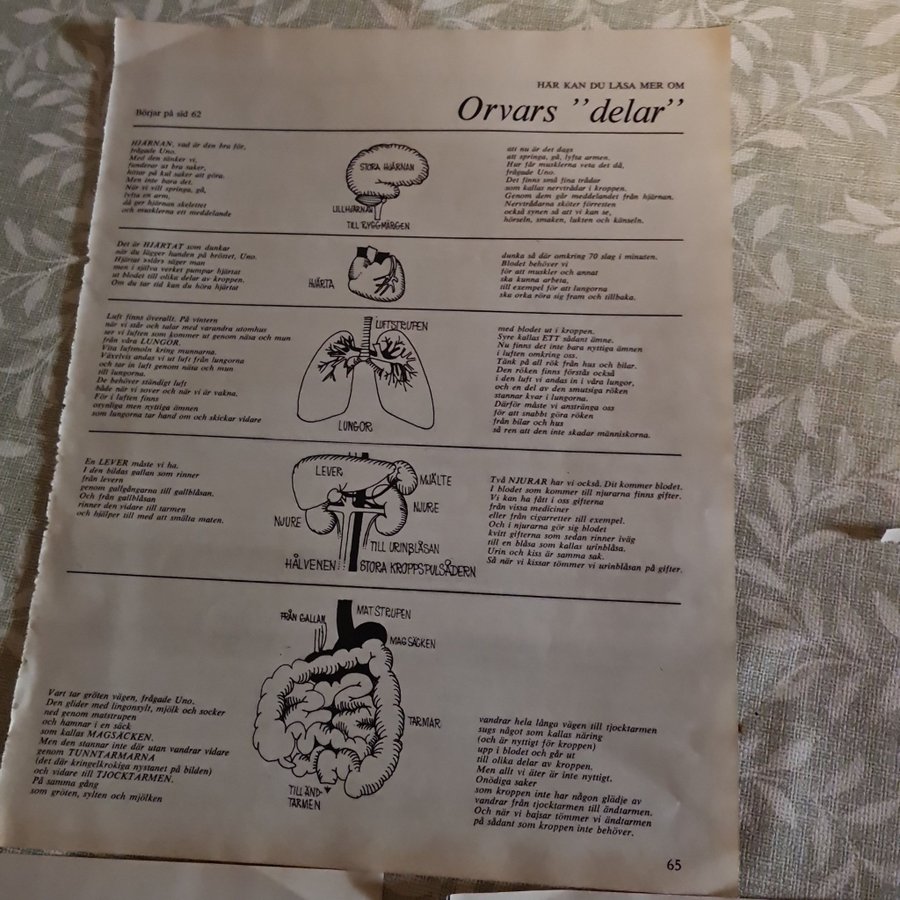 HÄR KAN DU LÄSA MER OM
Börjar på sid 62
Orvars "delar"
HJÄRNAN, vad är den bra för,
frågade Uno.
Med den tänker vi,
funderar ut bra saker,
hittar på kul saker att göra.
Men inte bara det.
När vi vill springa, gå,
lyfta en arm,
då ger hjärnan skelettet
och musklerna ett meddelande
STORA HJÄRNAN
LILLHJÄRNAN
TILL RYGGMÄRGEN
att nu är det dags
att springa, gå, lyfta armen.
Hur får musklerna veta det då,
frågade Uno.
Det finns små fina trådar
som kallas nervtrådar i kroppen.
Genom dem går meddelandet från hjärnan.
Nervtrådarna sköter förresten
också synen så att vi kan se,
hörseln, smaken, lukten och känseln.
Det är HJÄRTAT som dunkar
när du lägger handen på bröstet, Uno.
Hjärtat »slår» säger man
men i själva verket pumpar hjärtat
ut blodet till olika delar av kroppen.
Om du tar tid kan du höra hjärtat
HJÄRTA
dunka så där omkring 70 slag i minuten.
Blodet behöver vi
för att muskler och annat
ska kunna arbeta,
till exempel för att lungorna
ska orka röra sig fram och tillbaka.
Luft finns överallt. På vintern
när vi står och talar med varandra utomhus
ser vi luften som kommer ut genom näsa och mun
från våra LUNGOR.
Vita luftmoln kring munnarna.
Växelvis andas vi ut luft från lungorna
och tar in luft genom näsa och mun
till lungorna.
De behöver ständigt luft
både när vi sover och när vi är vakna.
För i luften finns
osynliga men nyttiga ämnen
som lungorna tar hand om och skickar vidare
LUFTSTRUPEN
LUNGOR
med blodet ut i kroppen.
Syre kallas ETT sådant ämne.
Nu finns det inte bara nyttiga ämnen
i luften omkring oss.
Tänk på all rök från hus och bilar.
Den röken finns förstås också
i den luft vi andas in i våra lungor,
och en del av den smutsiga röken
stannar kvar i lungorna.
Därför måste vi anstränga oss
för att snabbt göra röken
från bilar och hus
så ren att den inte skadar människorna.
En LEVER måste vi ha.
I den bildas gallan som rinner
från levern
genom gallgångarna till gallblåsan.
Och från gallblåsan
rinner den vidare till tarmen
och hjälper till med att smälta maten.
LEVER
MJÄLTE
NJURE
NJURE
TILL URINBLÅSAN
HÅLVENEN
STORA KROPPSPULSÅDERN
Två NJURAR har vi också. Dit kommer blodet.
I blodet som kommer till njurarna finns gifter.
Vi kan ha fått i oss gifterna
från vissa mediciner
eller från cigarretter till exempel.
Och i njurarna gör sig blodet
kvitt gifterna som sedan rinner iväg
till en blåsa som kallas urinblåsa.
Urin och kiss är samma sak.
Så när vi kissar tömmer vi urinblåsan på gifter.
FRÅN GALLAN
MATSTRUPEN
MAGSÄCKEN
TARMAR
TILL ÄND-
TARMEN
Vart tar gröten vägen, frågade Uno.
Den glider med lingonsylt, mjölk och socker
ned genom matstrupen
och hamnar i en säck
som kallas MAGSÄCKEN.
Men den stannar inte där utan vandrar vidare
genom TUNNTARMARNA
(det där kringelkrokiga nystanet på bilden)
och vidare till TJOCKTARMEN.
På samma gång
som gröten, sylten och mjölken
vandrar hela långa vägen till tjocktarmen
sugs något som kallas näring
(och är nyttigt för kroppen)
upp i blodet och går ut
till olika delar av kroppen.
Men allt vi äter är inte nyttigt.
Onödiga saker
som kroppen inte har någon glädje av
vandrar från tjocktarmen till ändtarmen.
Och när vi bajsar tömmer vi ändtarmen
på sådant som kroppen inte behöver.
65